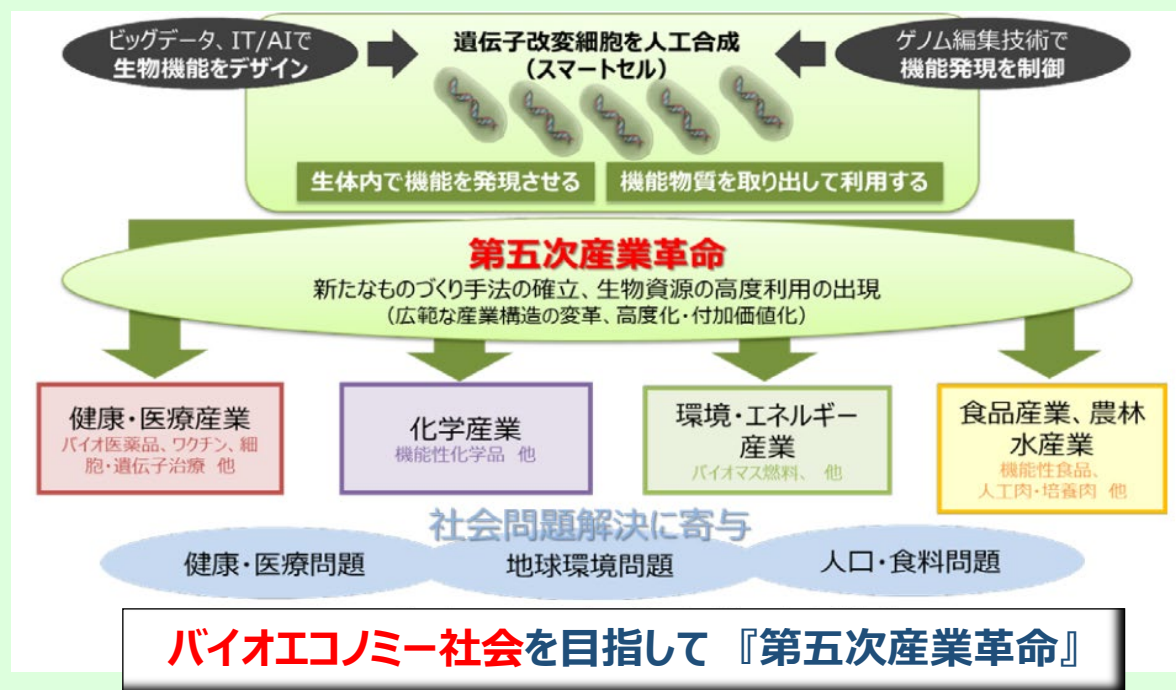 ビッグデータ、IT/AIで
生物機能をデザイン
遺伝子改変細胞を人工合成
(スマートセル)
ゲノム編集技術で
機能発現を制御
生体内で機能を発現させる
機能物質を取り出して利用する
第五次産業革命
新たなものづくり手法の確立、生物資源の高度利用の出現
(広範な産業構造の変革、高度化・付加価値化)
健康・医療産業
バイオ医薬品、ワクチン、細
胞・遺伝子治療 他
化学産業
機能性化学品 他
環境・エネルギー
産業
バイオマス燃料、 他
食品産業、農林
水産業
機能性食品、
人工肉・培養肉 他
社会問題解決に寄与
健康・医療問題
地球環境問題
人口・食料問題
バイオエコノミー社会を目指して『第五次産業革命』